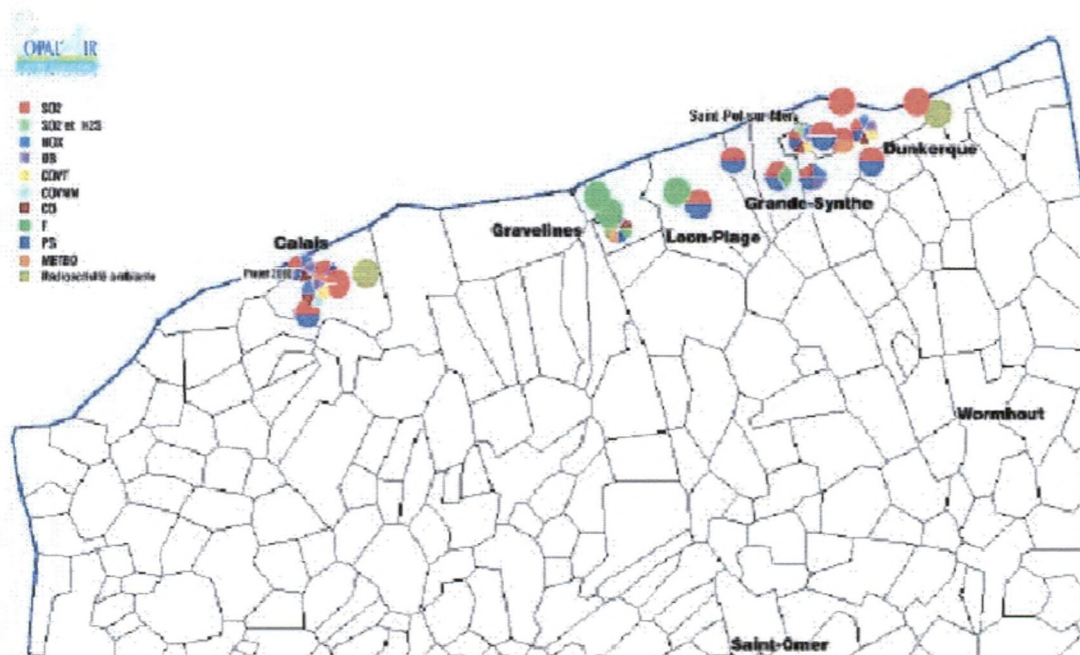 OPAL'AIR
SO2
SO2 et H2S
NOX
COVT
CO
F
PS
METEO
Radioactivité ambiante
Saint-Pol-sur-Mer
Dunkerque
Grande-Synthe
Gravelines
Loon-Plage
Calais
Wormhout
Saint-Omer